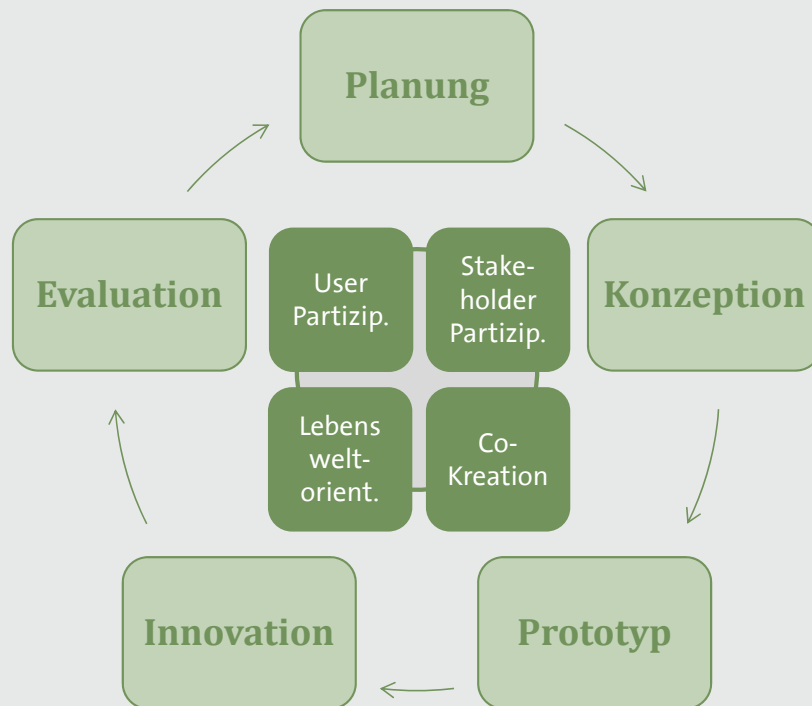 Planung
Evaluation
User
Partizip.
Stake-
holder
Partizip.
Konzeption
Lebens
welt-
orient.
Co-
Kreation
Innovation
Prototyp